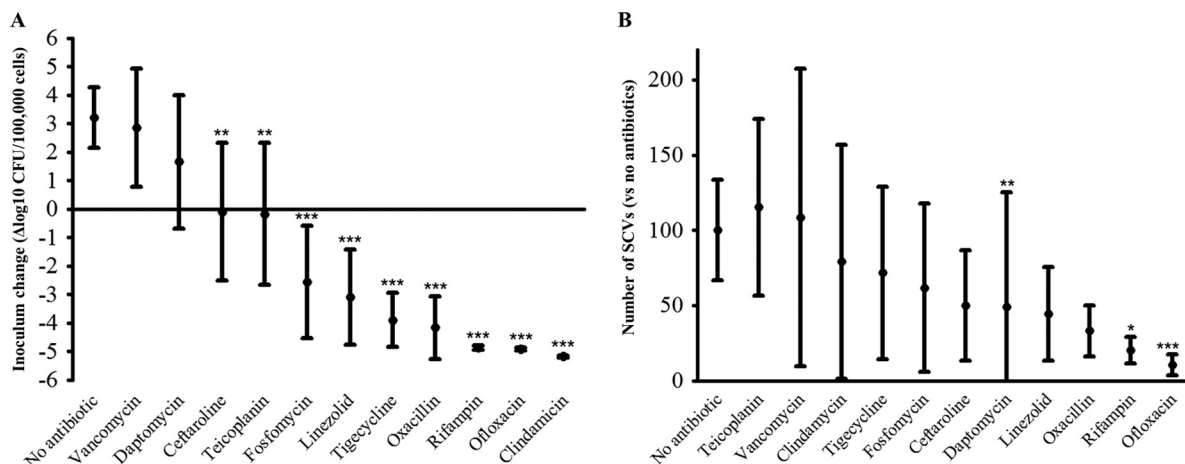 A
Inoculum change (Δlog10 CFU/100,000 cells)
6
5
4
3
2
1
0
-1
-2
-3
-4
-5
-6
**
**
***
***
***
***
***
***
***
No antibiotic
Vancomycin
Daptomycin
Ceftaroline
Teicoplanin
Fosfomycin
Linezolid
Tigecycline
Oxacillin
Rifampin
Ofloxacin
Clindamicin
B
Number of SCVs (vs no antibiotics)
200
150
100
50
0
**
*
***
No antibiotic
Teicoplanin
Vancomycin
Clindamycin
Tigecycline
Fosfomycin
Ceftaroline
Daptomycin
Linezolid
Oxacillin
Rifampin
Ofloxacin